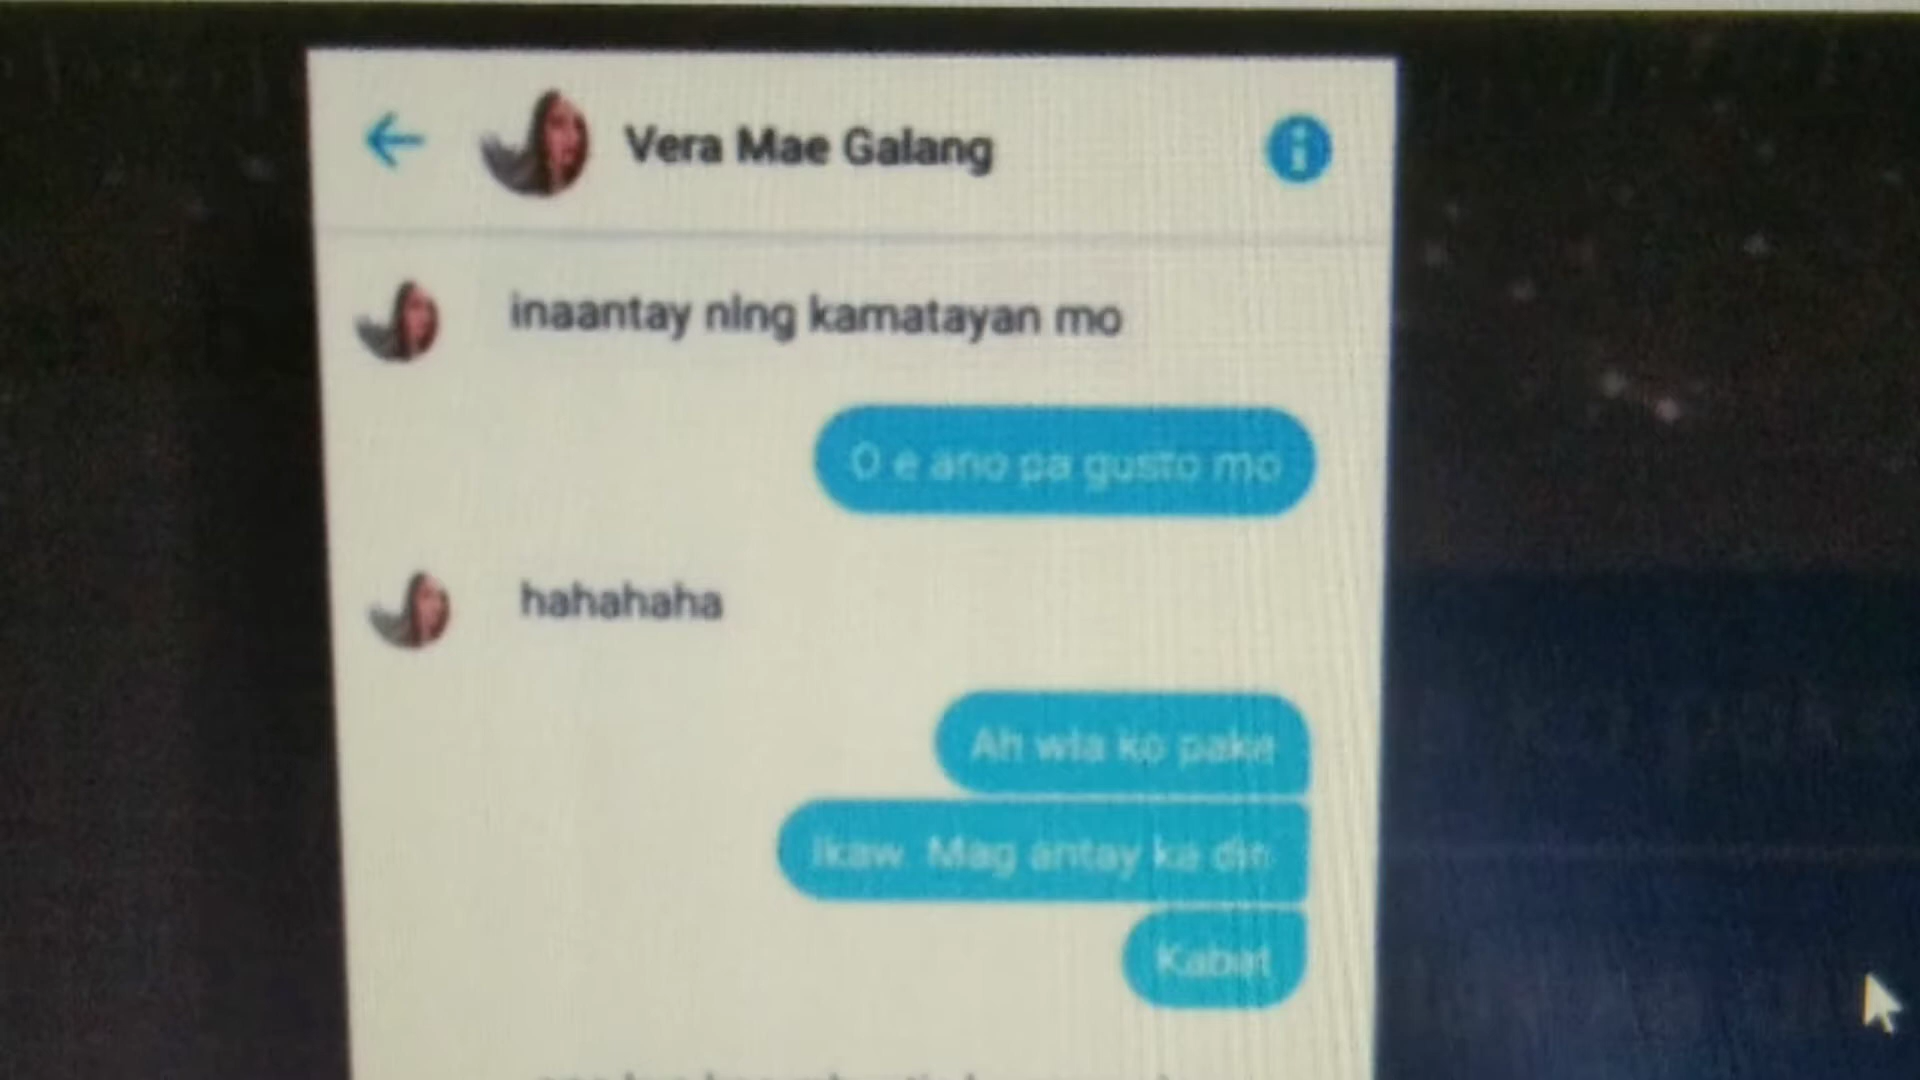 Vera Mae Galang
inaantay ning kamatayan mo
O e ano pa gusto mo
hahahaha
Ah wla ko pake
Ikaw. Mag antay ka din
Kabet